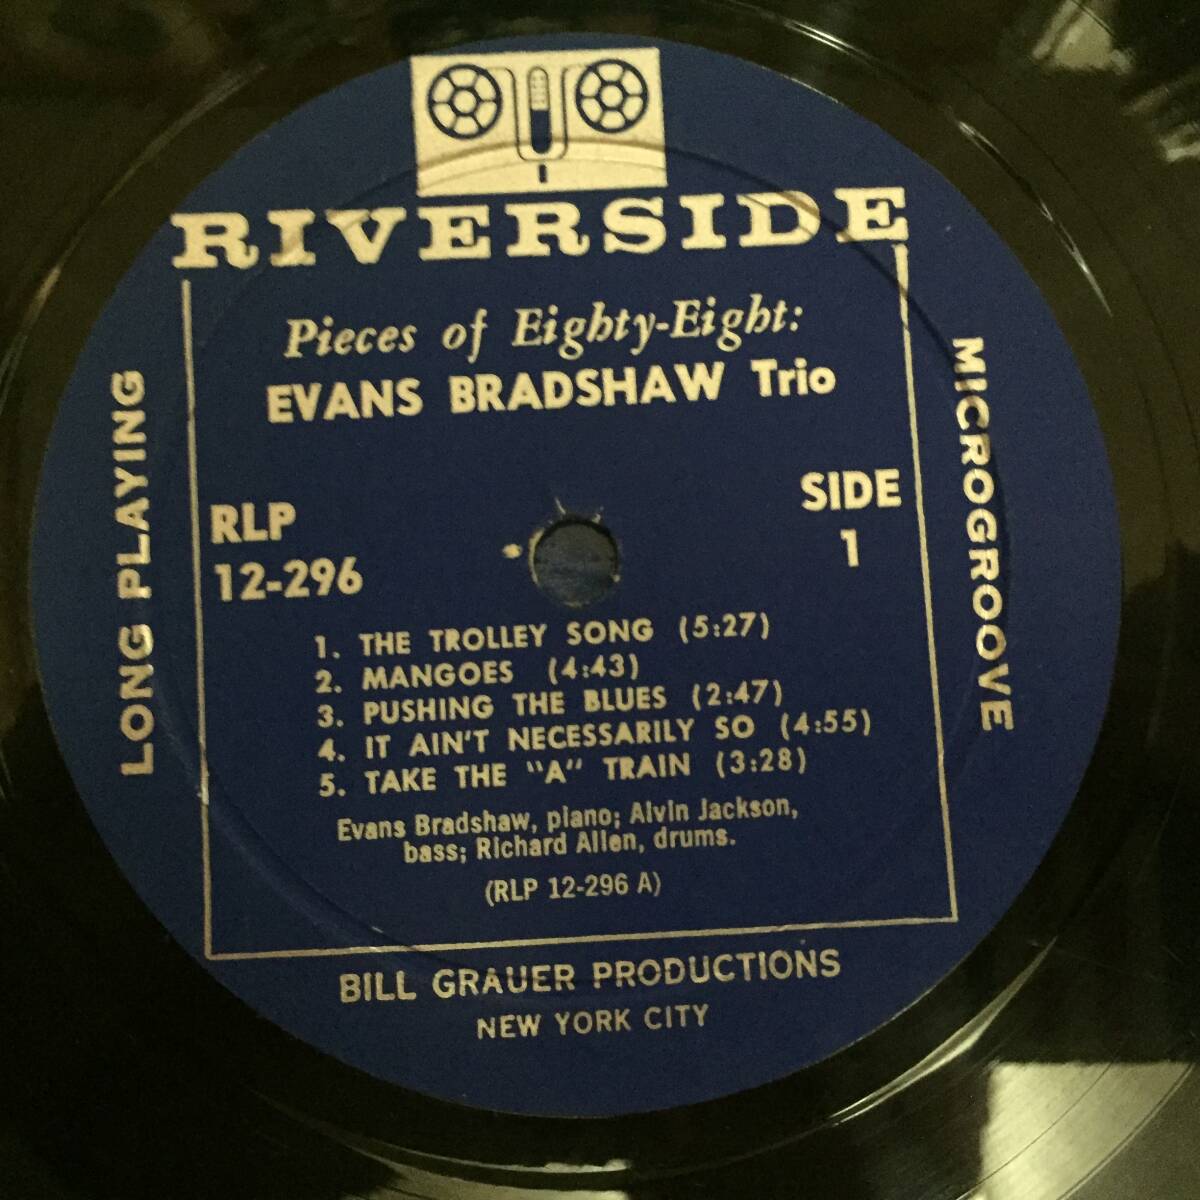 RIVERSIDE
Pieces of Eighty-Eight:
EVANS BRADSHAW Trio
LONG PLAYING
MICROGROOVE
RLP
12-296
SIDE
1
1. THE TROLLEY SONG (5:27)
2. MANGOES (4:43)
3. PUSHING THE BLUES (2:47)
4. IT AIN'T NECESSARILY SO (4:55)
5. TAKE THE "A" TRAIN (3:28)
Evans Bradshaw, piano; Alvin Jackson,
bass; Richard Allen, drums.
(RLP 12-296 A)
BILL GRAUER PRODUCTIONS
NEW YORK CITY